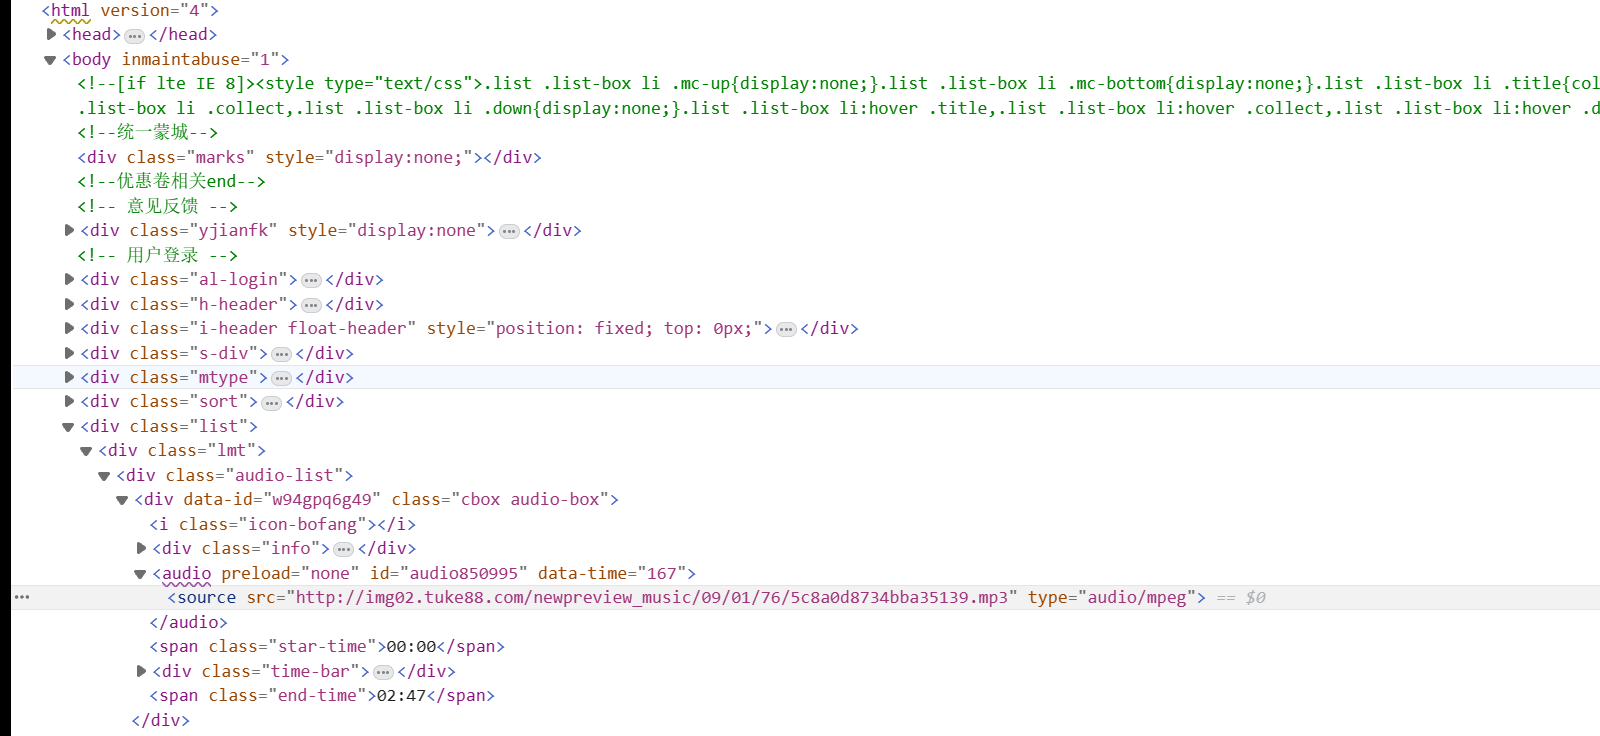 <html version="4">
<head>…</head>
<body inmaintabuse="1">
<!--[if lte IE 8]><style type="text/css">.list .list-box li .mc-up{display:none;}.list .list-box li .mc-bottom{display:none;}.list .list-box li .title{col
.list-box li .collect,.list .list-box li .down{display:none;}.list .list-box li:hover .title,.list .list-box li:hover .collect,.list .list-box li:hover .d
<!--统一蒙城-->
<div class="marks" style="display:none;"></div>
<!--优惠卷相关end-->
<!-- 意见反馈 -->
<div class="yjianfk" style="display:none">…</div>
<!-- 用户登录 -->
<div class="al-login">…</div>
<div class="h-header">…</div>
<div class="i-header float-header" style="position: fixed; top: 0px;">…</div>
<div class="s-div">…</div>
<div class="mtype">…</div>
<div class="sort">…</div>
<div class="list">
<div class="lmt">
<div class="audio-list">
<div data-id="w94gpq6g49" class="cbox audio-box">
<i class="icon-bofang"></i>
<div class="info">…</div>
<audio preload="none" id="audio850995" data-time="167">
… <source src="http://img02.tuke88.com/newpreview_music/09/01/76/5c8a0d8734bba35139.mp3" type="audio/mpeg"> == $0
</audio>
<span class="star-time">00:00</span>
<div class="time-bar">…</div>
<span class="end-time">02:47</span>
</div>